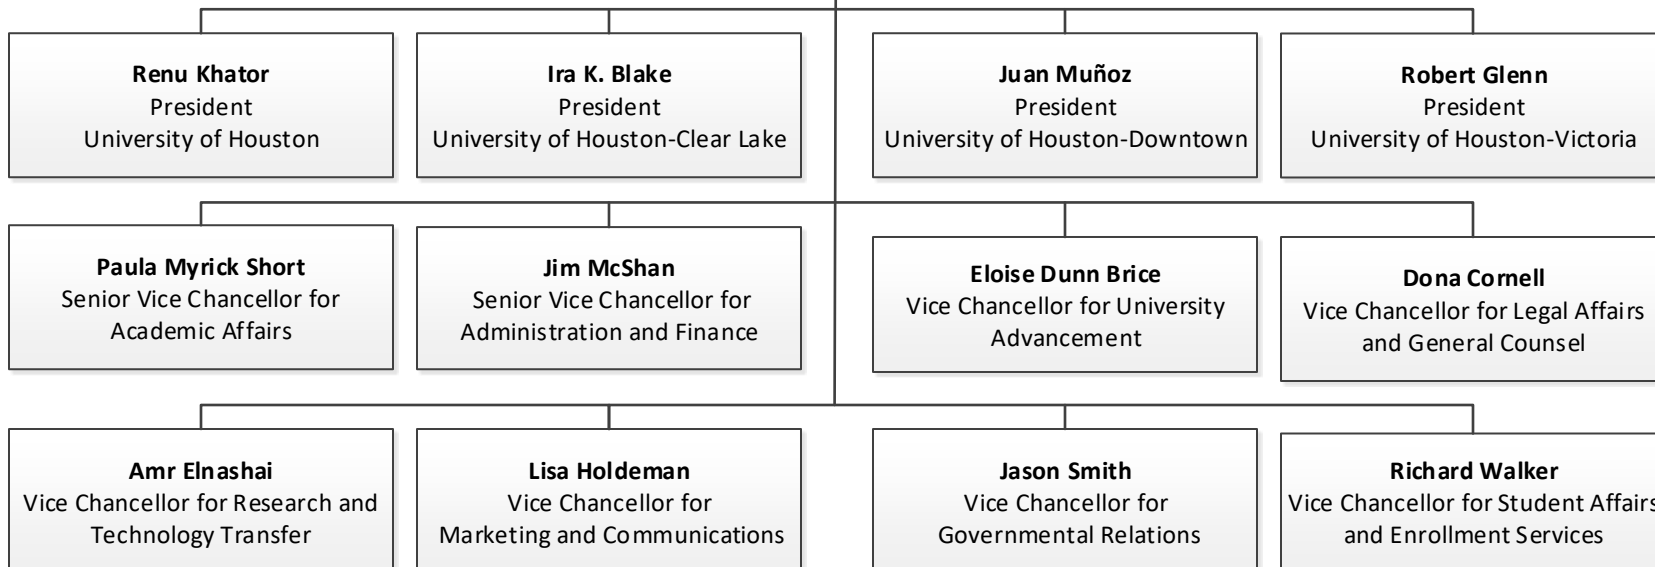 Renu Khator
President
University of Houston
Ira K. Blake
President
University of Houston-Clear Lake
Juan Muñoz
President
University of Houston-Downtown
Robert Glenn
President
University of Houston-Victoria
Paula Myrick Short
Senior Vice Chancellor for
Academic Affairs
Jim McShan
Senior Vice Chancellor for
Administration and Finance
Eloise Dunn Brice
Vice Chancellor for University
Advancement
Dona Cornell
Vice Chancellor for Legal Affairs
and General Counsel
Amr Elnashai
Vice Chancellor for Research and
Technology Transfer
Lisa Holdeman
Vice Chancellor for
Marketing and Communications
Jason Smith
Vice Chancellor for
Governmental Relations
Richard Walker
Vice Chancellor for Student Affairs
and Enrollment Services